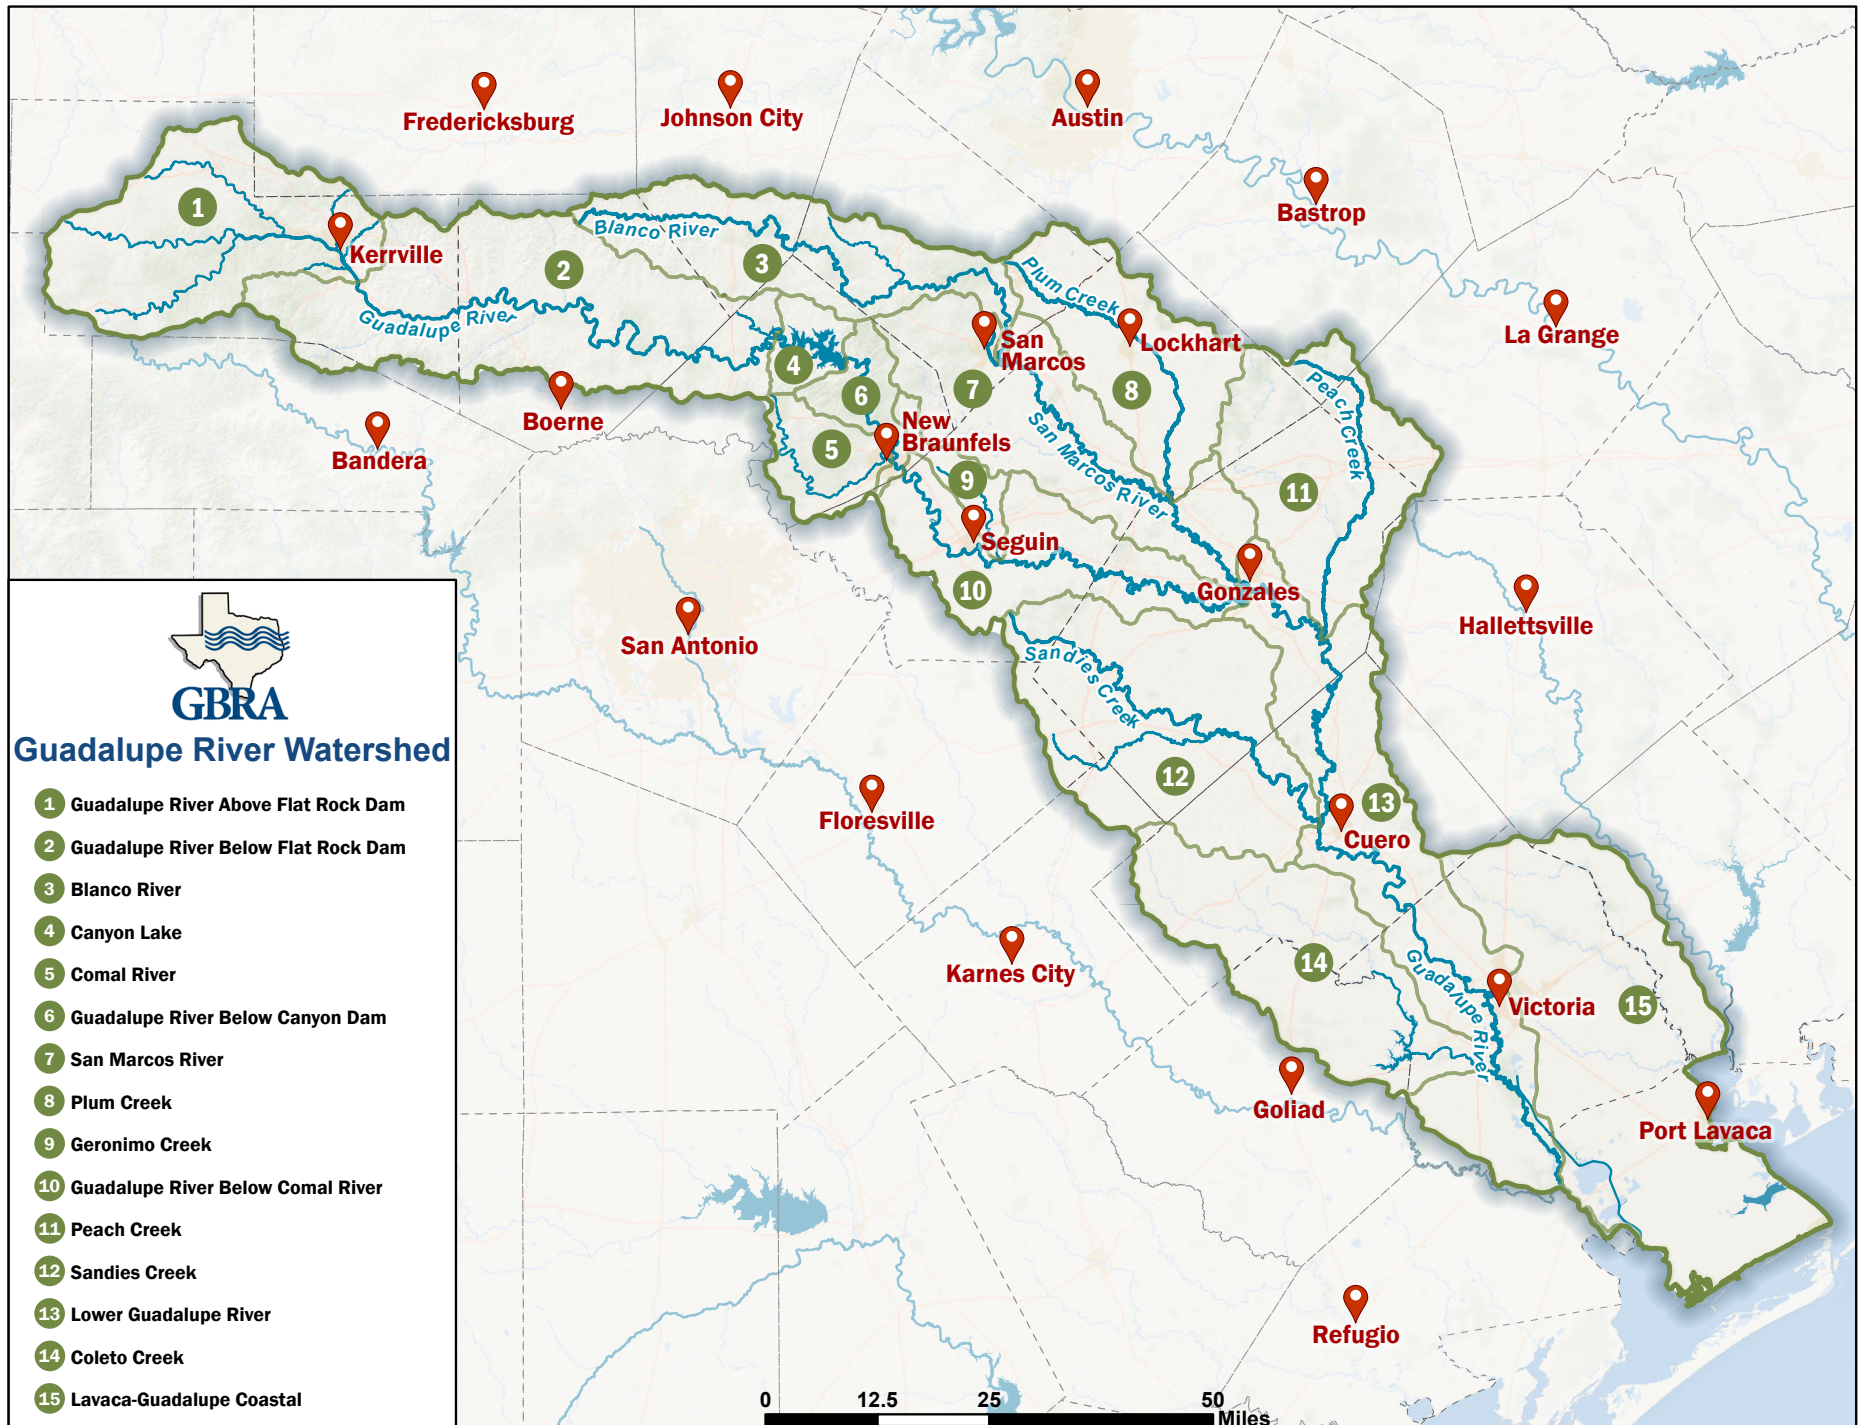 Fredericksburg
Johnson City
Austin
Bastrop
La Grange
1
Kerrville
2
Blanco River
3
Guadalupe River
Plum Creek
Lockhart
San
Marcos
4
6
7
8
Peach Creek
Boerne
Bandera
New
Braunfels
5
San Marcos River
9
11
Seguin
10
Gonzales
Hallettsville
San Antonio
Sandies Creek
12
13
Floresville
Cuero
Karnes City
14
Guadalupe River
Victoria
15
Goliad
Port Lavaca
Refugio
GBRA
Guadalupe River Watershed
1 Guadalupe River Above Flat Rock Dam
2 Guadalupe River Below Flat Rock Dam
3 Blanco River
4 Canyon Lake
5 Comal River
6 Guadalupe River Below Canyon Dam
7 San Marcos River
8 Plum Creek
9 Geronimo Creek
10 Guadalupe River Below Comal River
11 Peach Creek
12 Sandies Creek
13 Lower Guadalupe River
14 Coleto Creek
15 Lavaca-Guadalupe Coastal
0 12.5 25 50
Miles